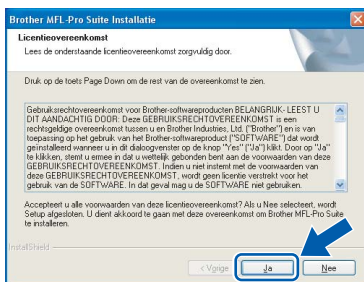 Brother MFL-Pro Suite Installatie
Licentieovereenkomst
Lees de onderstaande licentieovereenkomst zorgvuldig door.
Druk op de toets Page Down om de rest van de overeenkomst te zien.
Gebruiksrechtovereenkomst voor Brother-softwareproducten BELANGRIJK- LEEST U
DIT AANDACHTIG DOOR: Deze GEBRUIKSRECHTOVEREENKOMST is een
rechtsgeldige overeenkomst tussen u en Brother Industries, Ltd. ("Brother") en is van
toepassing op het gebruik van het Brother-product ("SOFTWARE") dat wordt
geïnstalleerd wanneer u in dit dialoogvenster op de knop "Yes" ("Ja") klikt. Door op "Ja"
te klikken, stemt u ermee in dat u wettelijk gebonden bent aan de voorwaarden van deze
GEBRUIKSRECHTOVEREENKOMST. Indien u niet instemt met de voorwaarden van
deze GEBRUIKSRECHTOVEREENKOMST, wordt geen licentie verstrekt voor het
gebruik van de SOFTWARE. In dat geval mag u de SOFTWARE niet gebruiken.
Accepteert u alle voorwaarden van deze licentieovereenkomst? Als u Nee selecteert, wordt
Setup afgesloten. U dient akkoord te gaan met deze overeenkomst om Brother MFL-Pro Suite
te installeren.
InstallShield
< Vorige
Ja
Nee